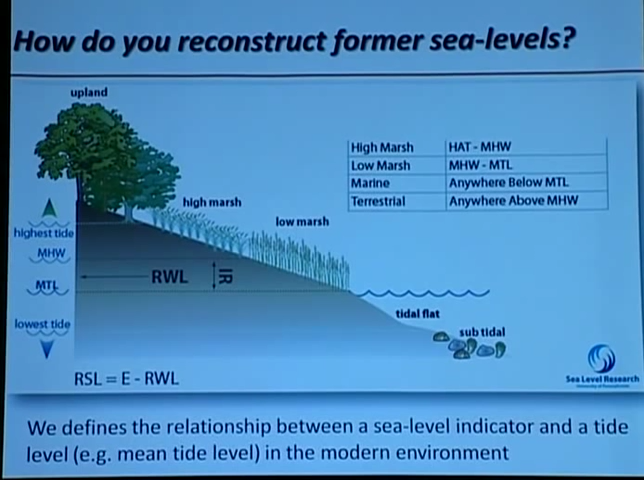 How do you reconstruct former sea-levels?
upland
High Marsh HAT - MHW
Low Marsh MHW - MTL
Marine Anywhere Below MTL
Terrestrial Anywhere Above MHW
high marsh
low marsh
highest tide
MHW
RWL IR
MTL
tidal flat
lowest tide
sub tidal
RSL = E - RWL
Sea Level Research
University of Pennsylvania
We defines the relationship between a sea-level indicator and a tide
level (e.g. mean tide level) in the modern environment